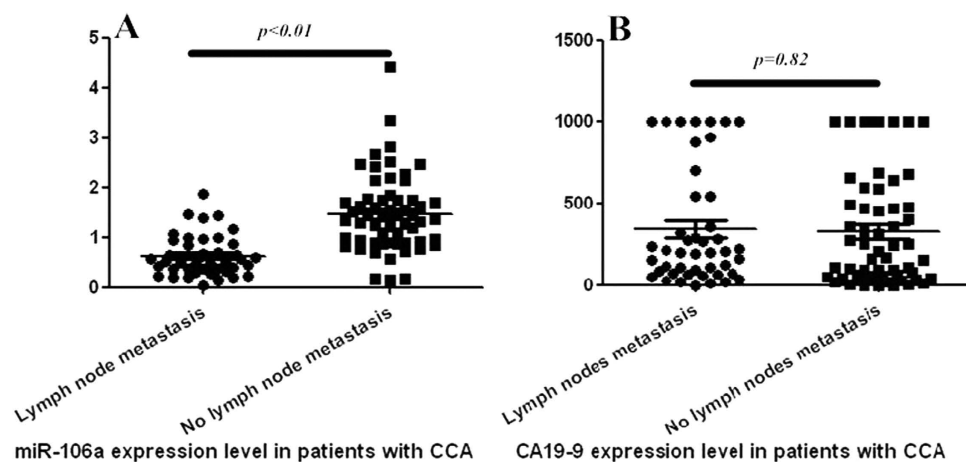 A
p<0.01
5
4
3
2
1
0
Lymph node metastasis
No lymph node metastasis
miR-106a expression level in patients with CCA
B
p=0.82
1500
1000
500
0
Lymph nodes metastasis
No lymph nodes metastasis
CA19-9 expression level in patients with CCA